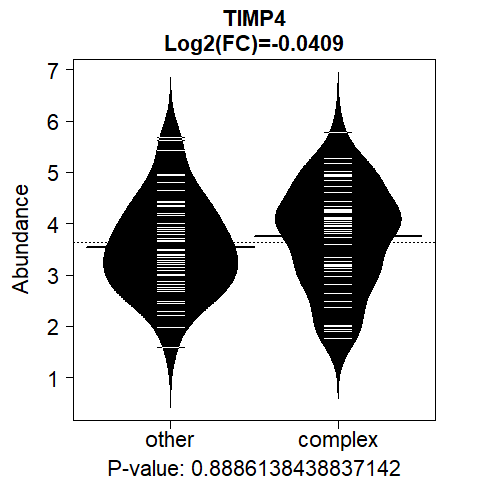 TIMP4
Log2(FC)=-0.0409
Abundance
7
6
5
4
3
2
1
other
complex
P-value: 0.8886138438837142